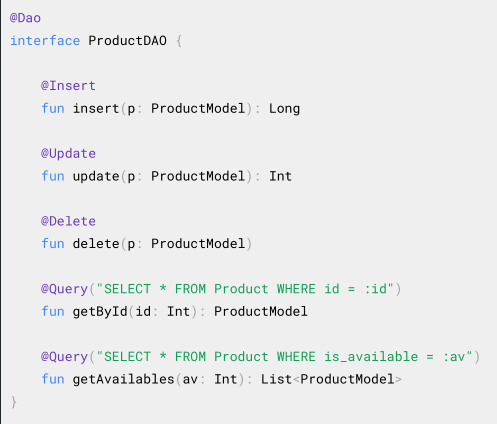 @Dao
interface ProductDAO {
@Insert
fun insert(p: ProductModel): Long
@Update
fun update(p: ProductModel): Int
@Delete
fun delete(p: ProductModel)
@Query("SELECT * FROM Product WHERE id = :id")
fun getById(id: Int): ProductModel
@Query("SELECT * FROM Product WHERE is_available = :av")
fun getAvailables(av: Int): List<ProductModel>
}